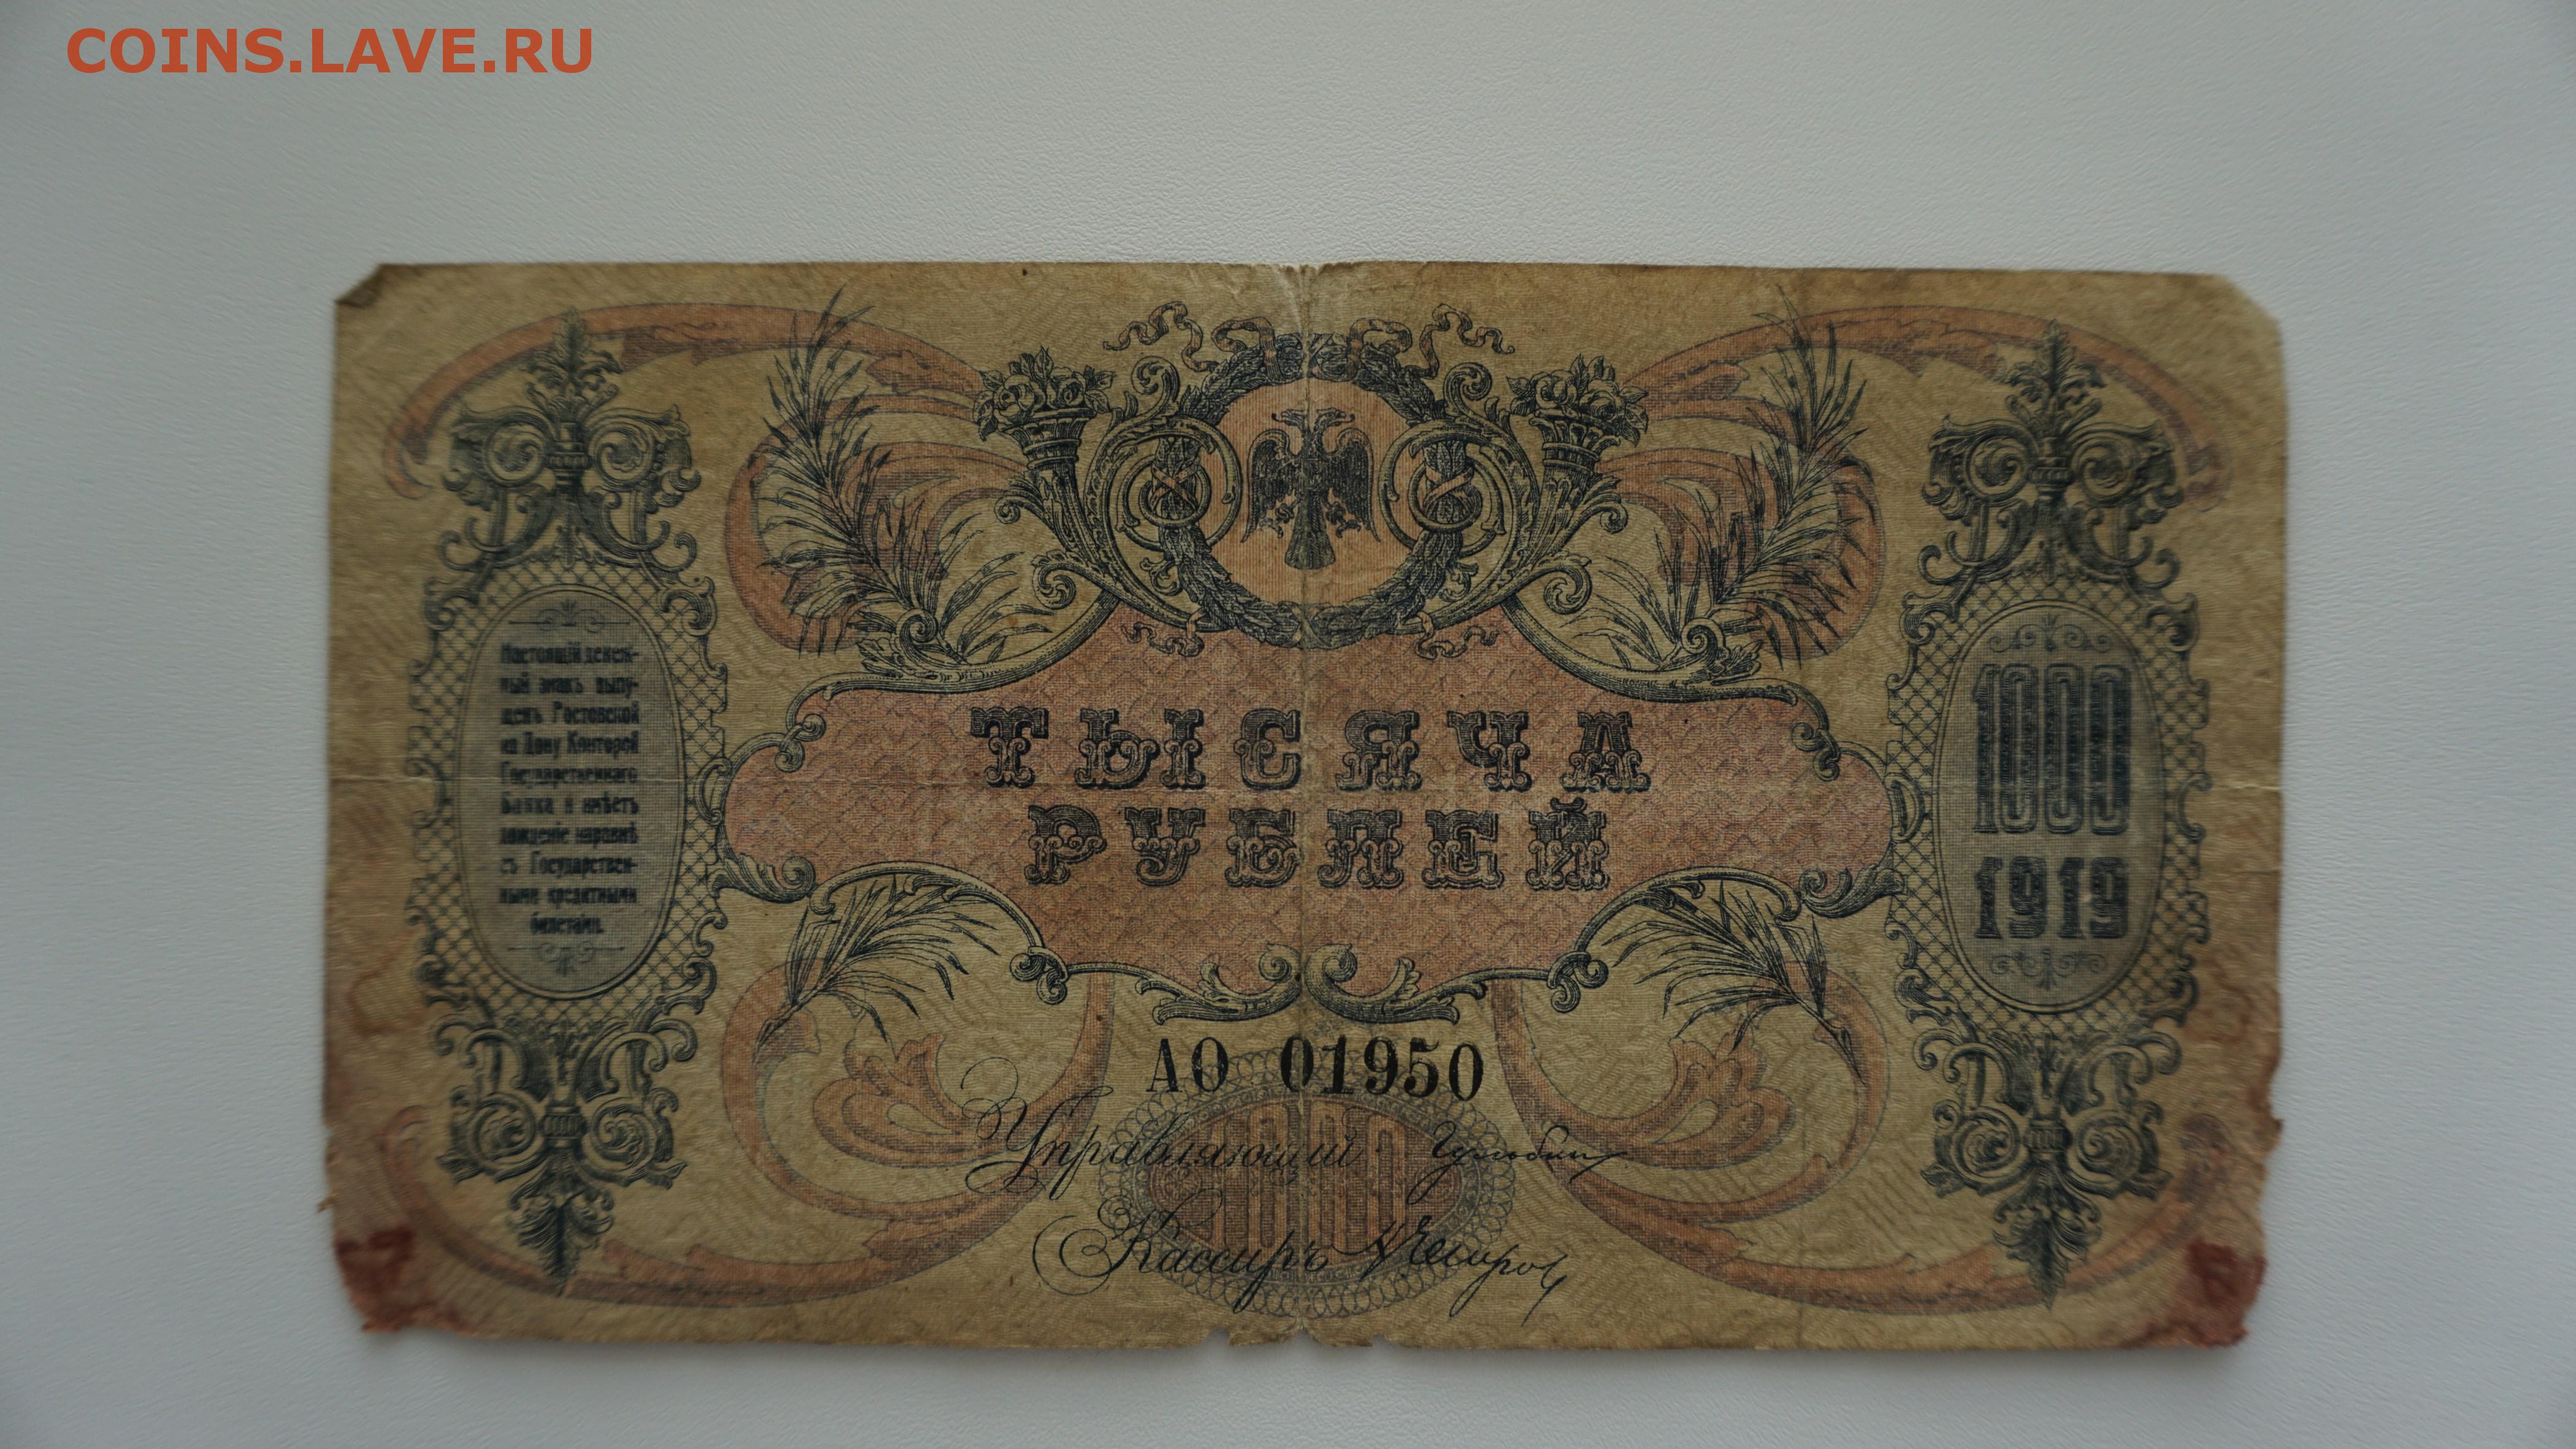 COINS.LAVE.RU
Настоящій денеж-
ный знакъ выпу-
щенъ Ростовской
на Дону Конторой
Государственнаго
Банка и имѣетъ
хожденіе наравнѣ
съ Государствен-
ными кредитными
билетами.
ТЫСЯЧА
РУБЛЕЙ
1000
1919
АО 01950
1000
Управляющій
Кассиръ